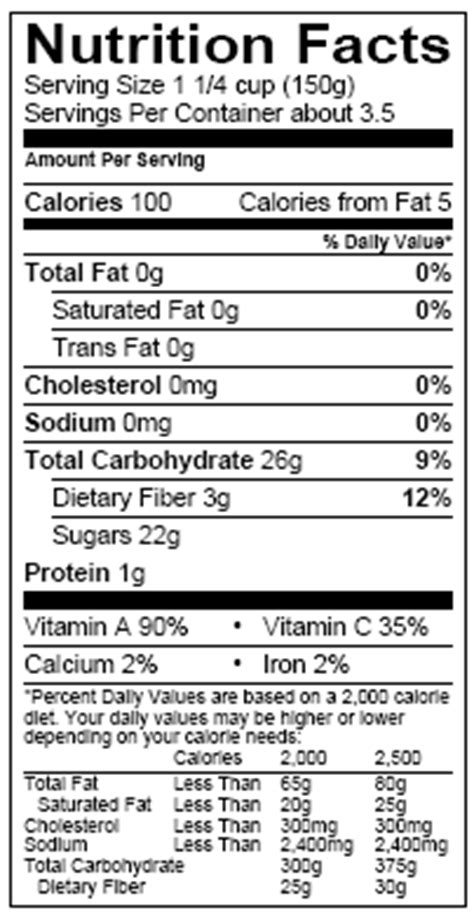 Nutrition Facts
Serving Size 1 1/4 cup (150g)
Servings Per Container about 3.5
Amount Per Serving
Calories 100 Calories from Fat 5
% Daily Value*
Total Fat 0g 0%
Saturated Fat 0g 0%
Trans Fat 0g
Cholesterol 0mg 0%
Sodium 0mg 0%
Total Carbohydrate 26g 9%
Dietary Fiber 3g 12%
Sugars 22g
Protein 1g
Vitamin A 90% • Vitamin C 35%
Calcium 2% • Iron 2%
*Percent Daily Values are based on a 2,000 calorie
diet. Your daily values may be higher or lower
depending on your calorie needs:
Calories 2,000 2,500
Total Fat Less Than 65g 80g
Saturated Fat Less Than 20g 25g
Cholesterol Less Than 300mg 300mg
Sodium Less Than 2,400mg 2,400mg
Total Carbohydrate 300g 375g
Dietary Fiber 25g 30g